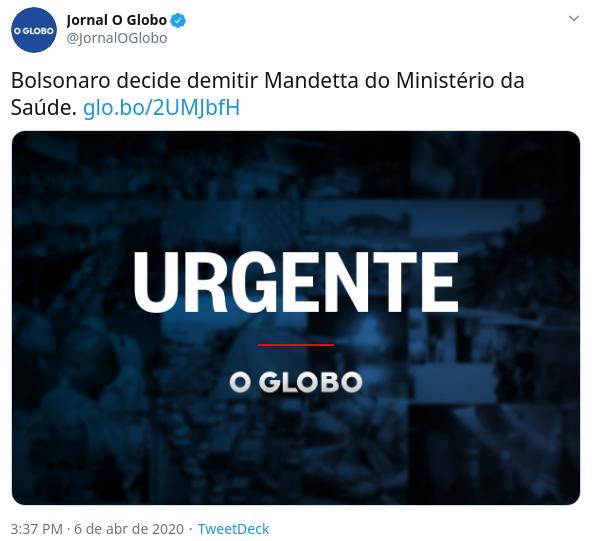 O GLOBO
Jornal O Globo
@JornalOGlobo
Bolsonaro decide demitir Mandetta do Ministério da
Saúde. glo.bo/2UMJbfH
URGENTE
O GLOBO
3:37 PM · 6 de abr de 2020 · TweetDeck